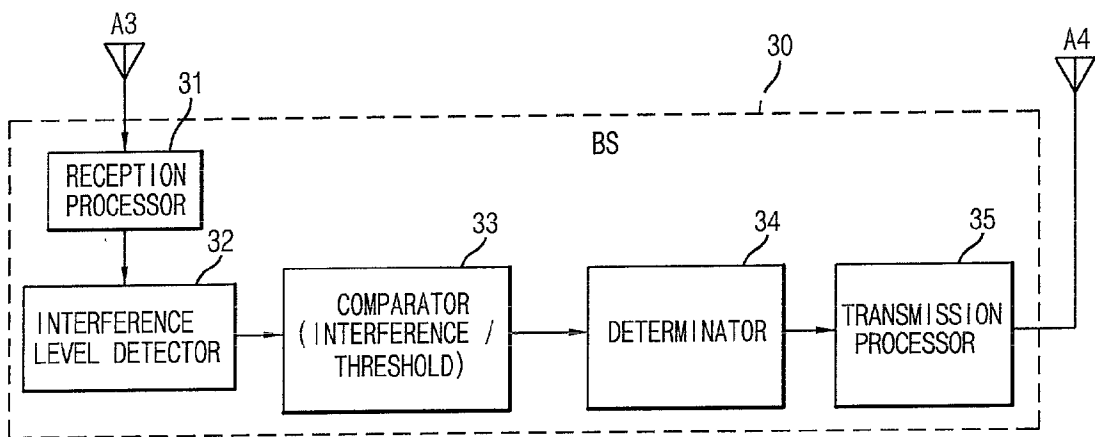 A3
A4
30
31
BS
RECEPTION
PROCESSOR
32
33
34
35
INTERFERENCE
LEVEL DETECTOR
COMPARATOR
(INTERFERENCE /
THRESHOLD)
DETERMINATOR
TRANSMISSION
PROCESSOR